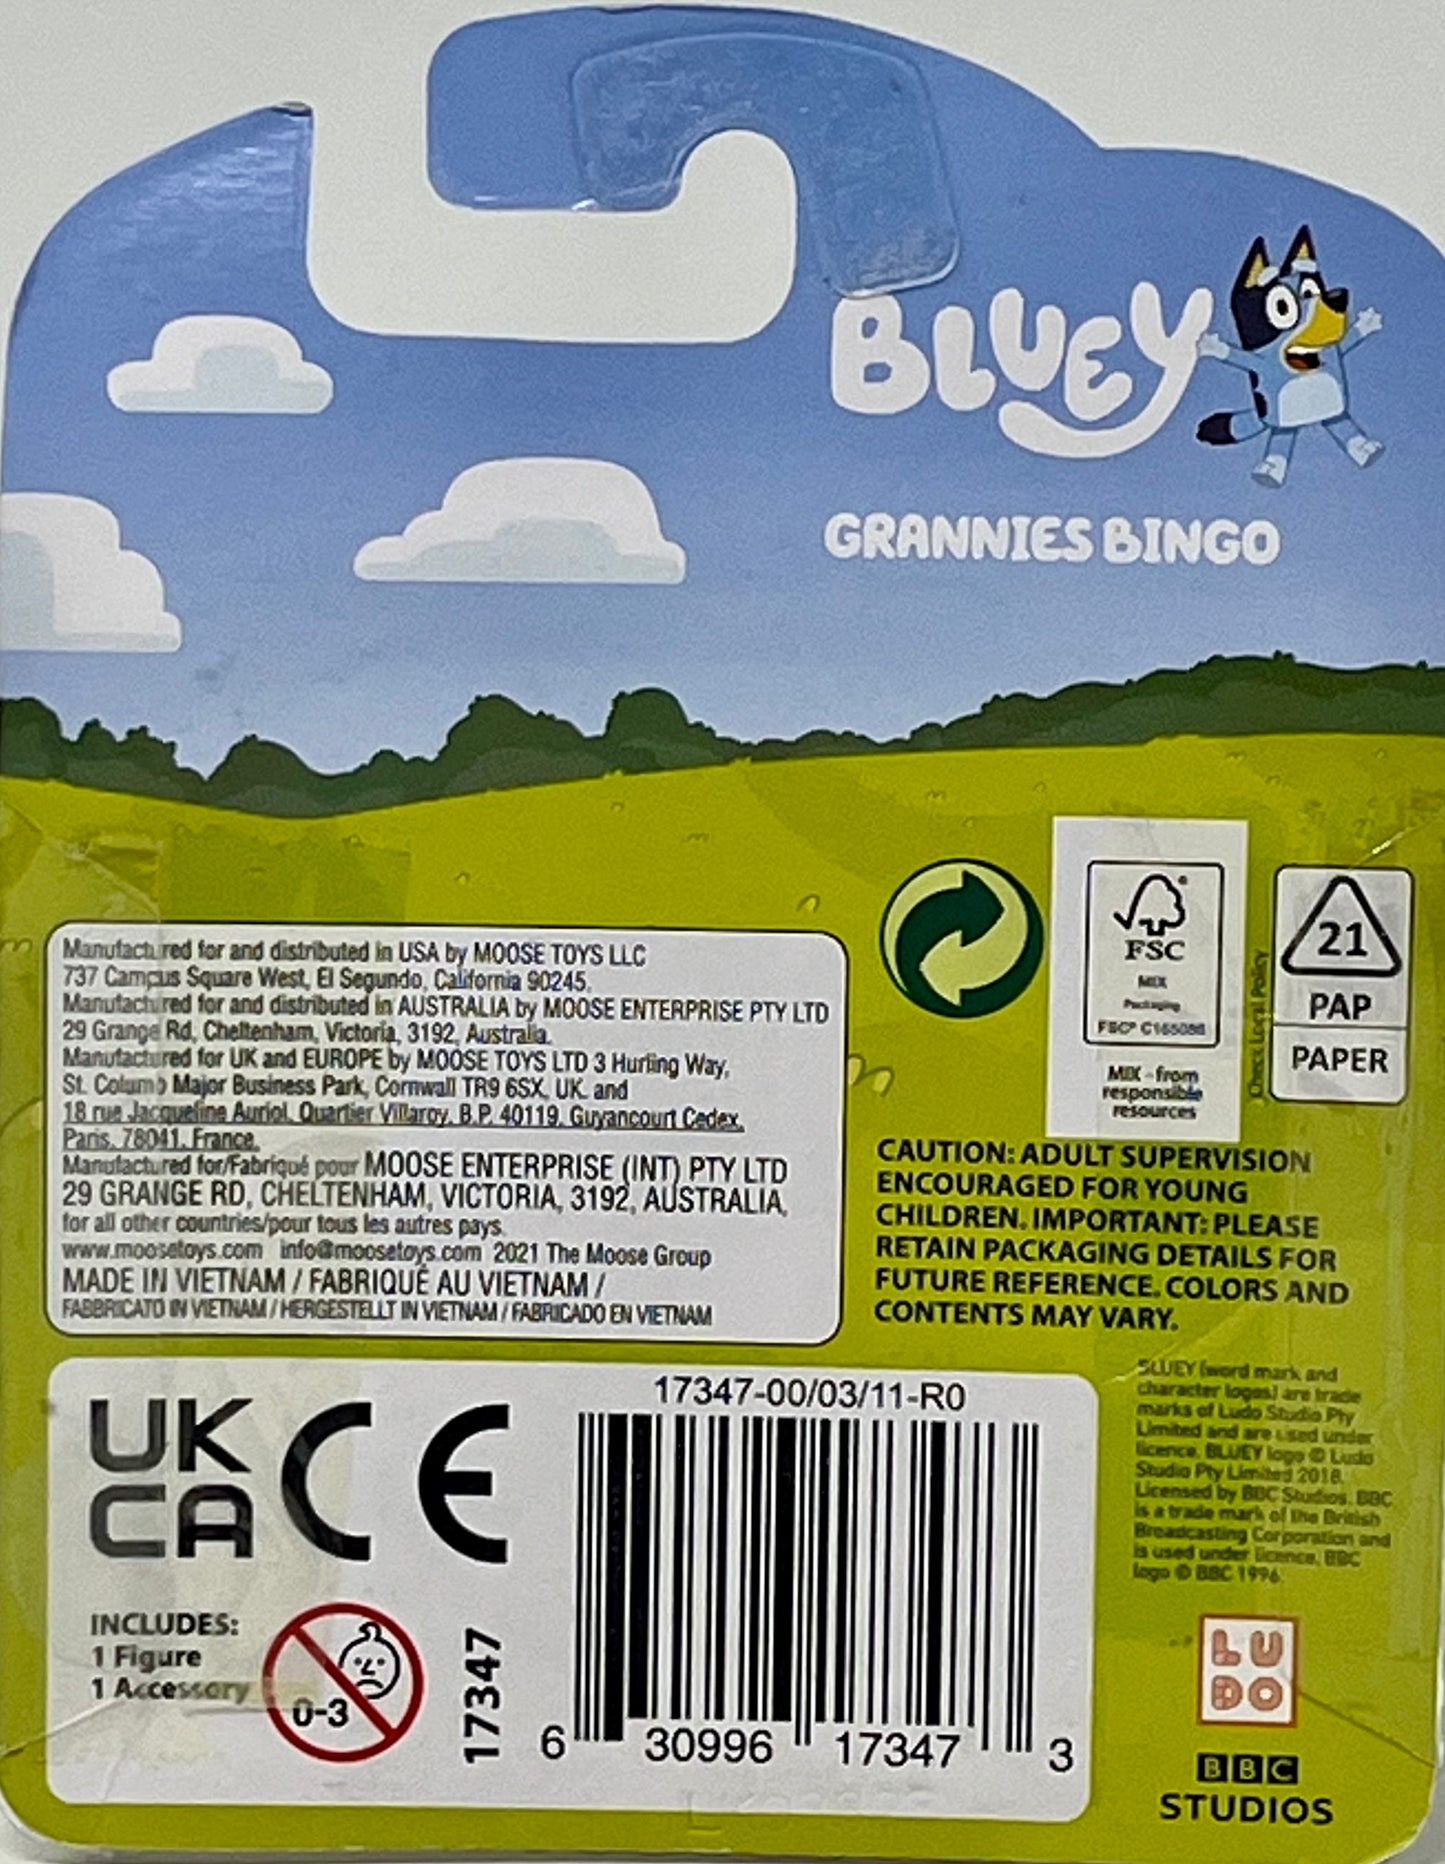 BLUEY
GRANNIES BINGO
Manufactured for and distributed in USA by MOOSE TOYS LLC
737 Campus Square West, El Segundo, California 90245.
Manufactured for and distributed in AUSTRALIA by MOOSE ENTERPRISE PTY LTD
29 Grange Rd, Cheltenham, Victoria, 3192, Australia.
Manufactured for UK and EUROPE by MOOSE TOYS LTD 3 Hurling Way,
St. Columb Major Business Park, Cornwall TR9 6SX, UK and
18 rue Jacqueline Auriol, Quartier Villaroy, B.P. 40119, Guyancourt Cedex,
Paris, 78041, France.
Manufactured for/Fabriqué pour MOOSE ENTERPRISE (INT) PTY LTD
29 GRANGE RD, CHELTENHAM, VICTORIA, 3192, AUSTRALIA,
for all other countries/pour tous les autres pays.
www.moosetoys.com info@moosetoys.com 2021 The Moose Group
MADE IN VIETNAM / FABRIQUÉ AU VIETNAM /
FABBRICATO IN VIETNAM / HERGESTELLT IN VIETNAM / FABRICADO EN VIETNAM
FSC
MIX
Packaging
FSC® C165086
MIX - from
responsible
resources
Check Local Policy
21
PAP
PAPER
CAUTION: ADULT SUPERVISION
ENCOURAGED FOR YOUNG
CHILDREN. IMPORTANT: PLEASE
RETAIN PACKAGING DETAILS FOR
FUTURE REFERENCE. COLORS AND
CONTENTS MAY VARY.
UK
CA
CE
INCLUDES:
1 Figure
1 Accessory
0-3
17347
17347-00/03/11-R0
6 30996 17347 3
BLUEY (word mark and
character logos) are trade
marks of Ludo Studio Pty
Limited and are used under
licence. BLUEY logo © Ludo
Studio Pty Limited 2018.
Licensed by BBC Studios. BBC
is a trade mark of the British
Broadcasting Corporation and
is used under licence. BBC
logo © BBC 1996.
LU
DO
BBC
STUDIOS